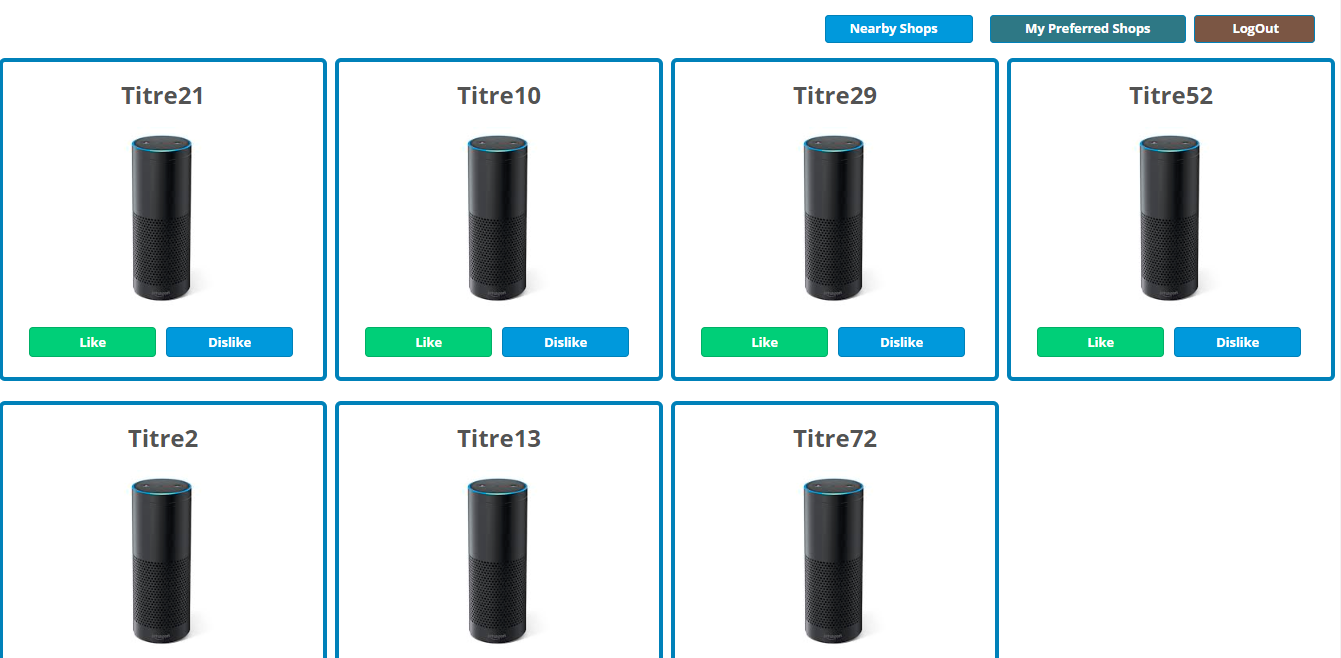 Nearby Shops My Preferred Shops LogOut
Titre21 Titre10 Titre29 Titre52
Like Dislike Like Dislike Like Dislike Like Dislike
Titre2 Titre13 Titre72